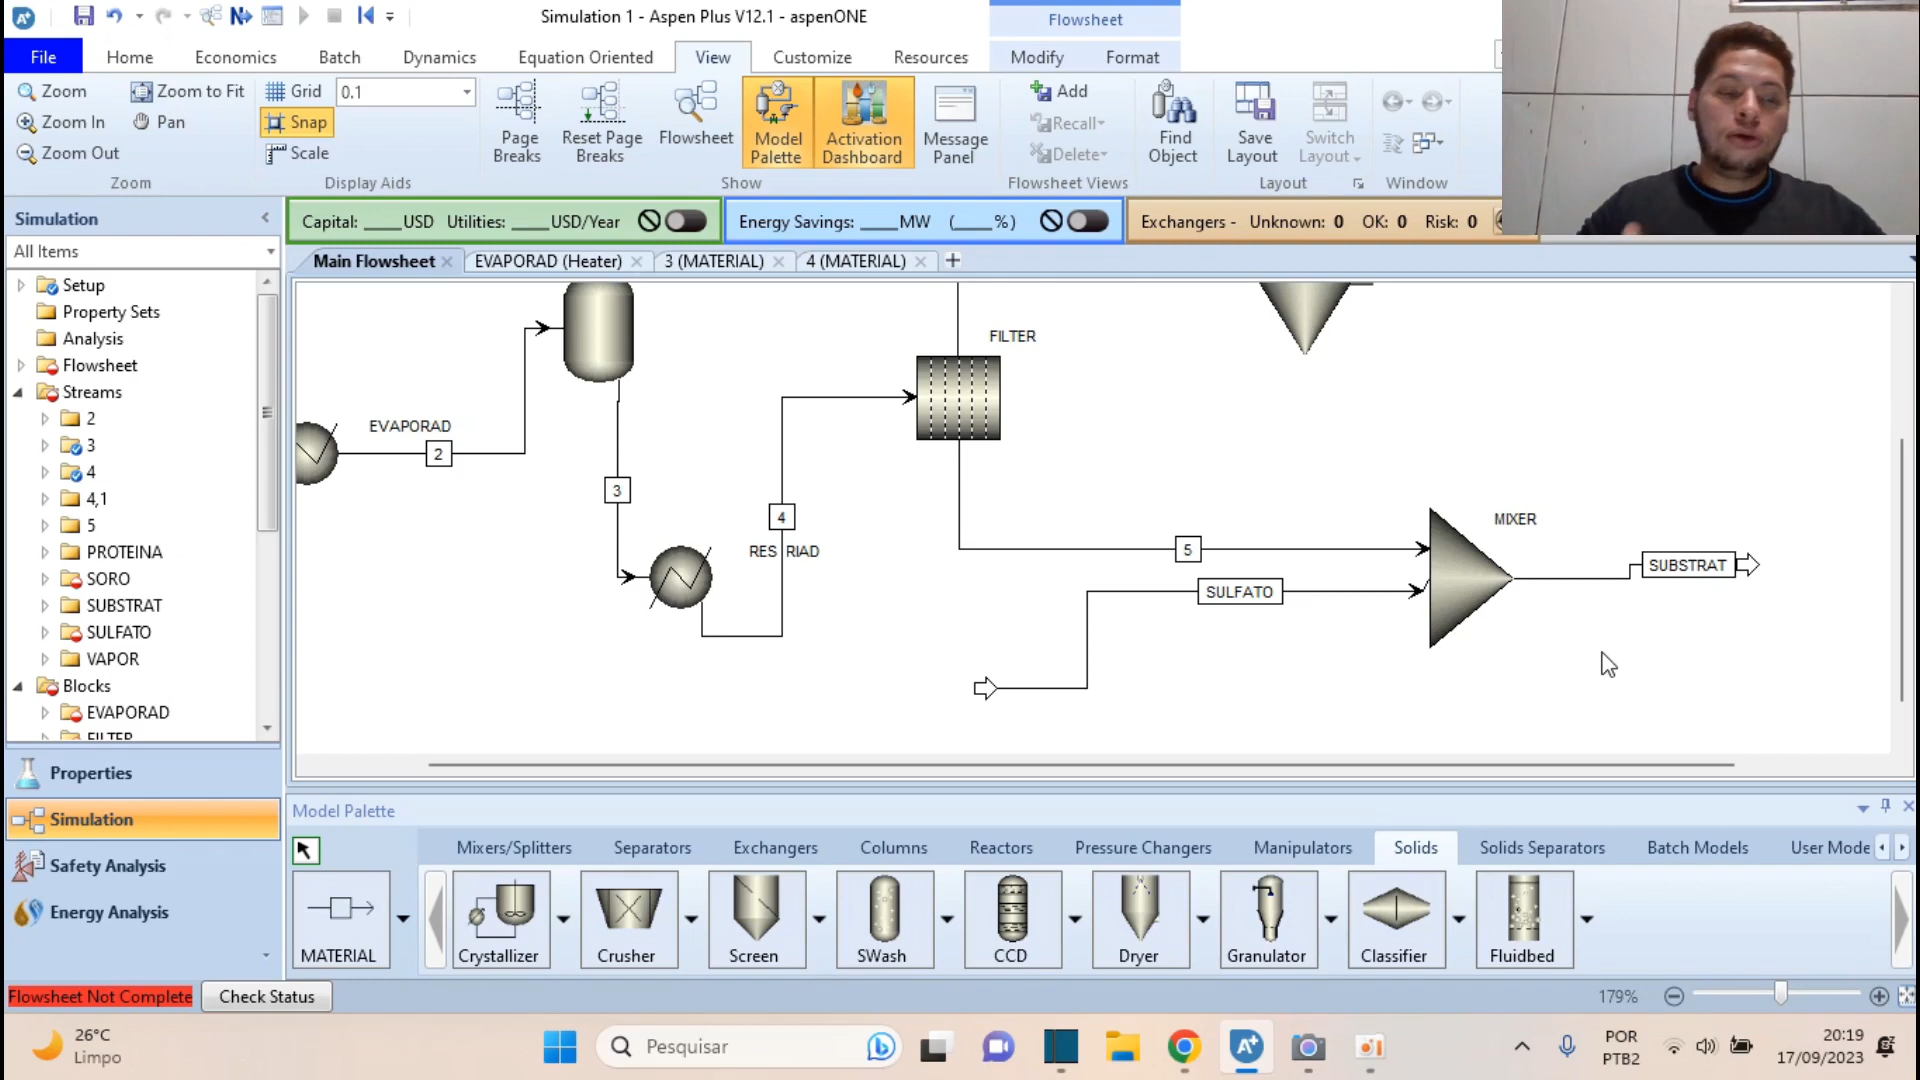 Simulation 1 - Aspen Plus V12.1 - aspenONE
Flowsheet
File
Home
Economics
Batch
Dynamics
Equation Oriented
View
Customize
Resources
Modify
Format
Zoom
Zoom In
Zoom Out
Zoom to Fit
Pan
Zoom
Grid
0.1
Snap
Scale
Display Aids
Page Breaks
Reset Page Breaks
Flowsheet
Model Palette
Activation Dashboard
Message Panel
Show
Add
Recall
Delete
Flowsheet Views
Find Object
Save Layout
Switch Layout
Layout
Window
Capital: ____USD Utilities: ____USD/Year
Energy Savings: ____MW (____%)
Exchangers - Unknown: 0 OK: 0 Risk: 0
Simulation
All Items
Setup
Property Sets
Analysis
Flowsheet
Streams
2
3
4
4,1
5
PROTEINA
SORO
SUBSTRAT
SULFATO
VAPOR
Blocks
EVAPORAD
FILTER
Properties
Simulation
Safety Analysis
Energy Analysis
Main Flowsheet
EVAPORAD (Heater)
3 (MATERIAL)
4 (MATERIAL)
FILTER
EVAPORAD
2
3
4
RES RIAD
MIXER
5
SUBSTRAT
SULFATO
Model Palette
Mixers/Splitters
Separators
Exchangers
Columns
Reactors
Pressure Changers
Manipulators
Solids
Solids Separators
Batch Models
User Mode
MATERIAL
Crystallizer
Crusher
Screen
SWash
CCD
Dryer
Granulator
Classifier
Fluidbed
Flowsheet Not Complete
Check Status
179%
26°C
Limpo
Pesquisar
POR
PTB2
20:19
17/09/2023